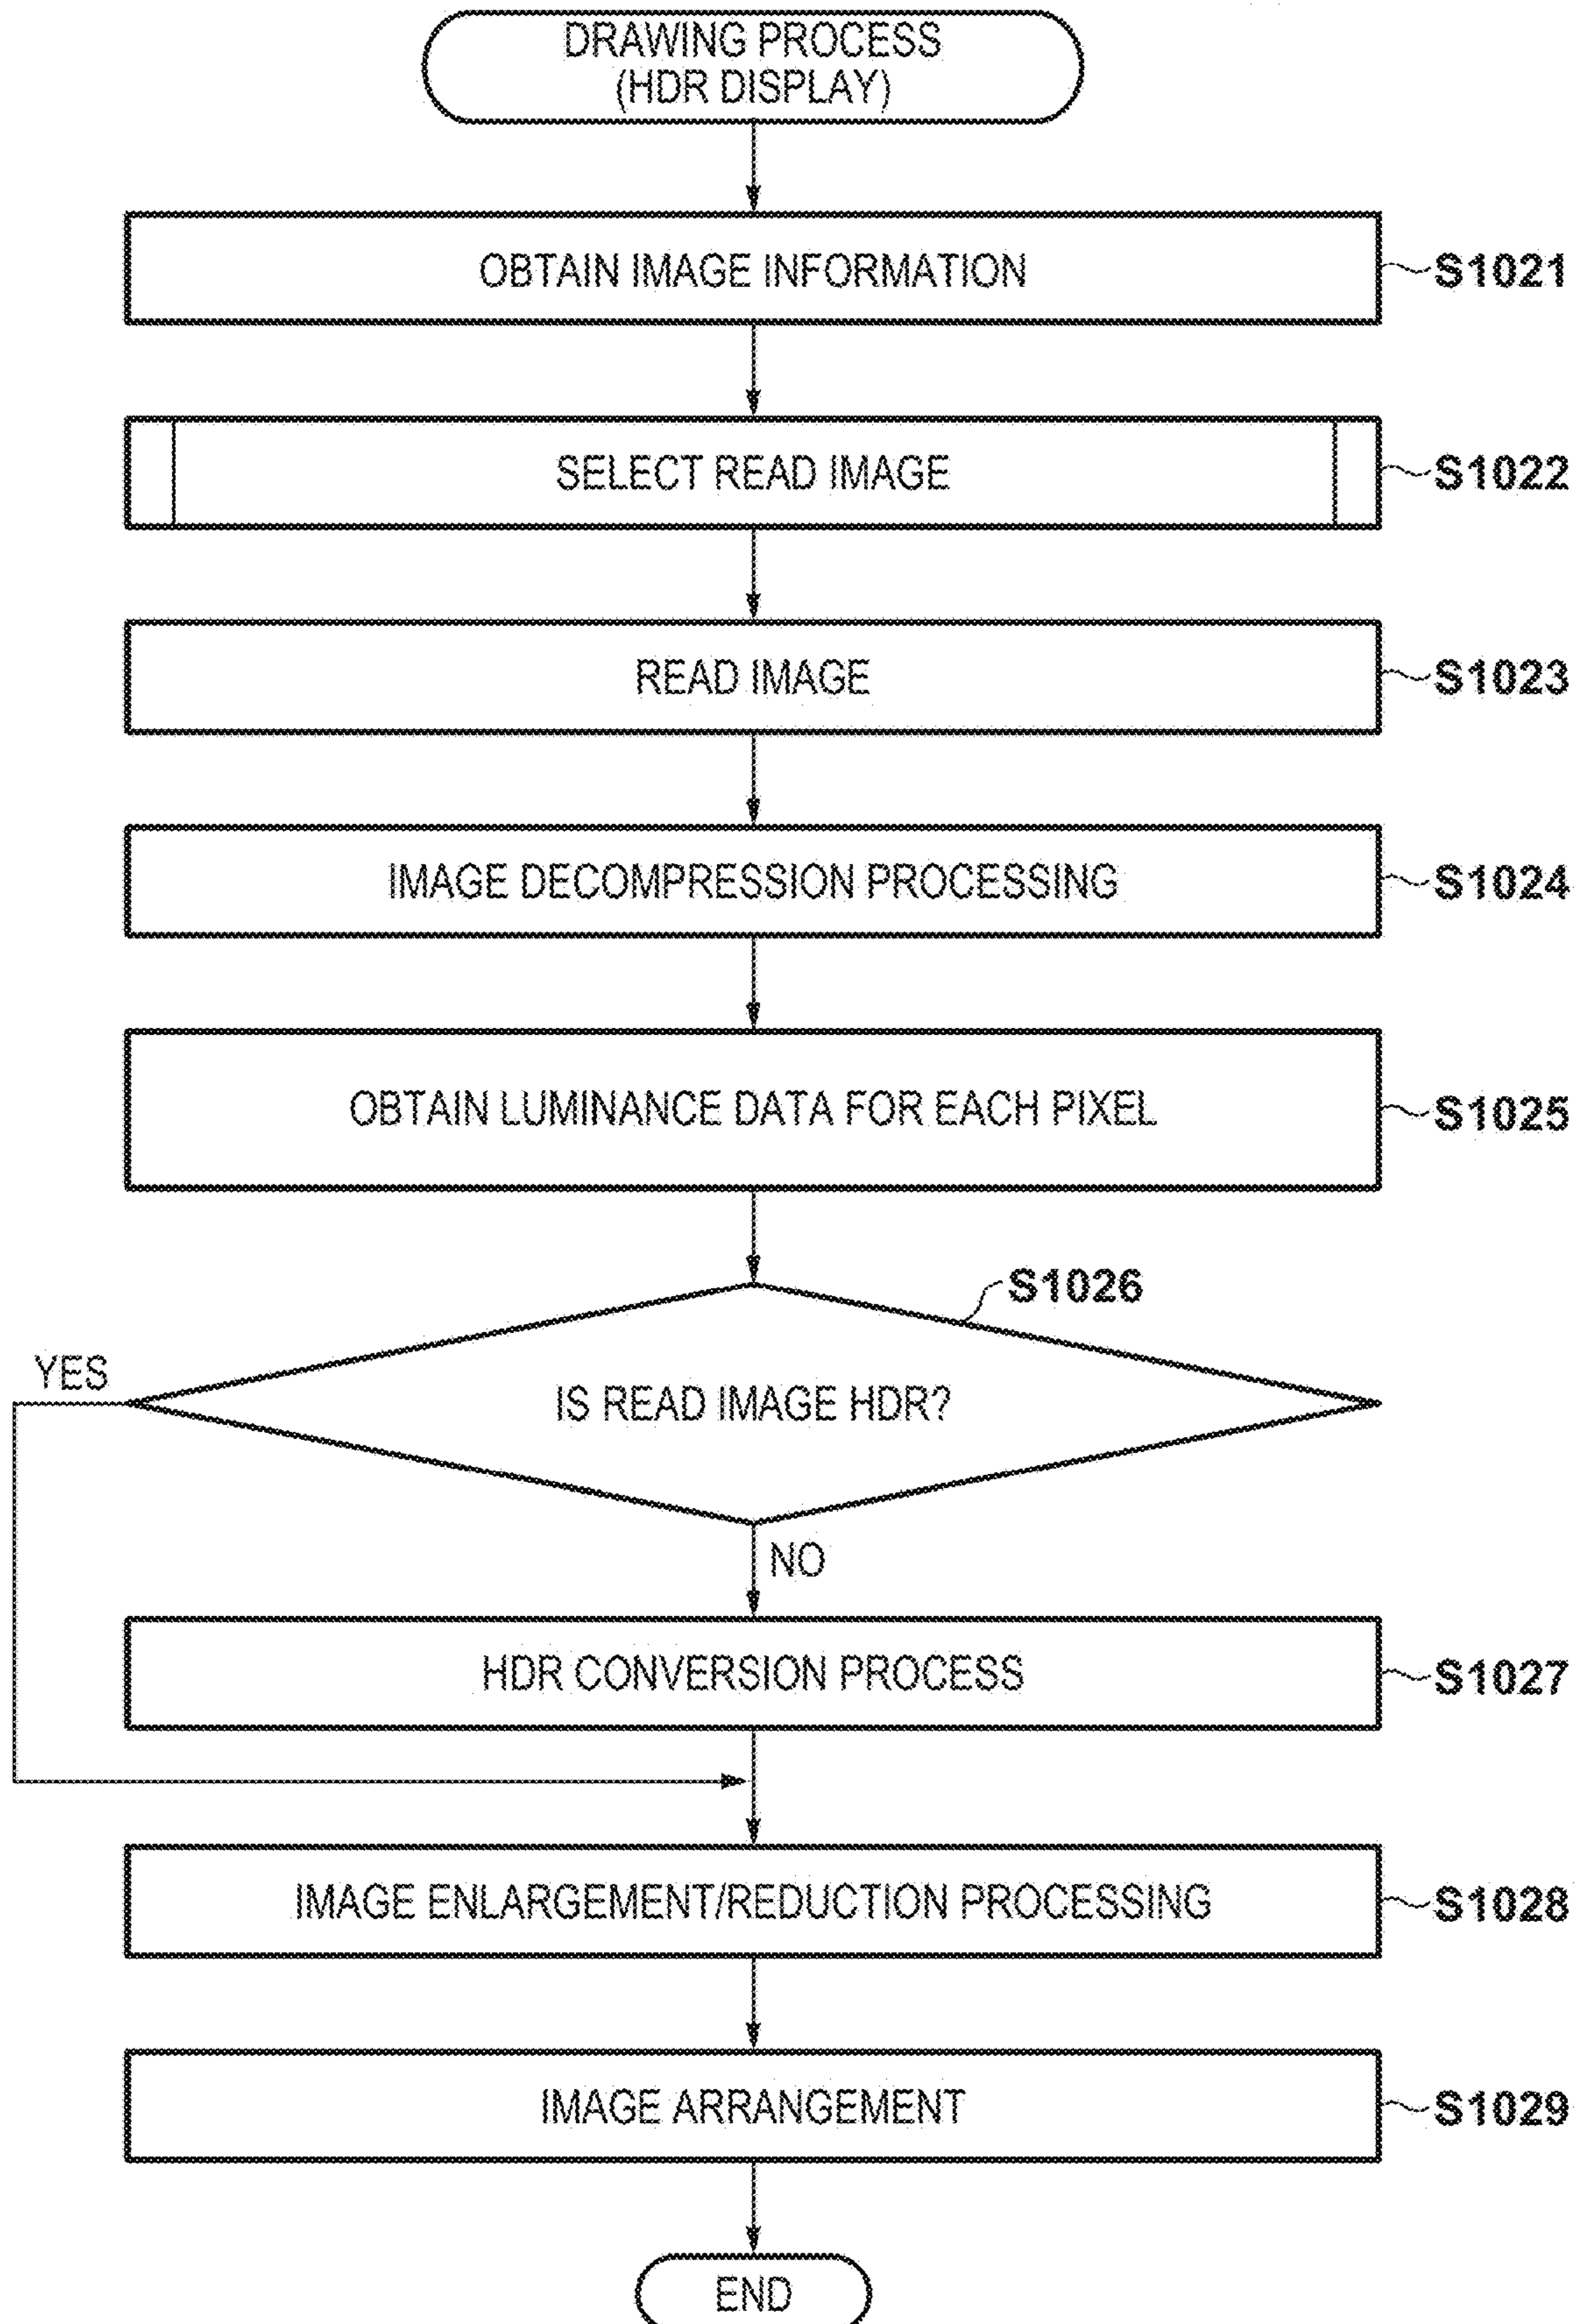 DRAWING PROCESS
(HDR DISPLAY)
OBTAIN IMAGE INFORMATION
S1021
SELECT READ IMAGE
S1022
READ IMAGE
S1023
IMAGE DECOMPRESSION PROCESSING
S1024
OBTAIN LUMINANCE DATA FOR EACH PIXEL
S1025
S1026
YES
IS READ IMAGE HDR?
NO
HDR CONVERSION PROCESS
S1027
IMAGE ENLARGEMENT/REDUCTION PROCESSING
S1028
IMAGE ARRANGEMENT
S1029
END